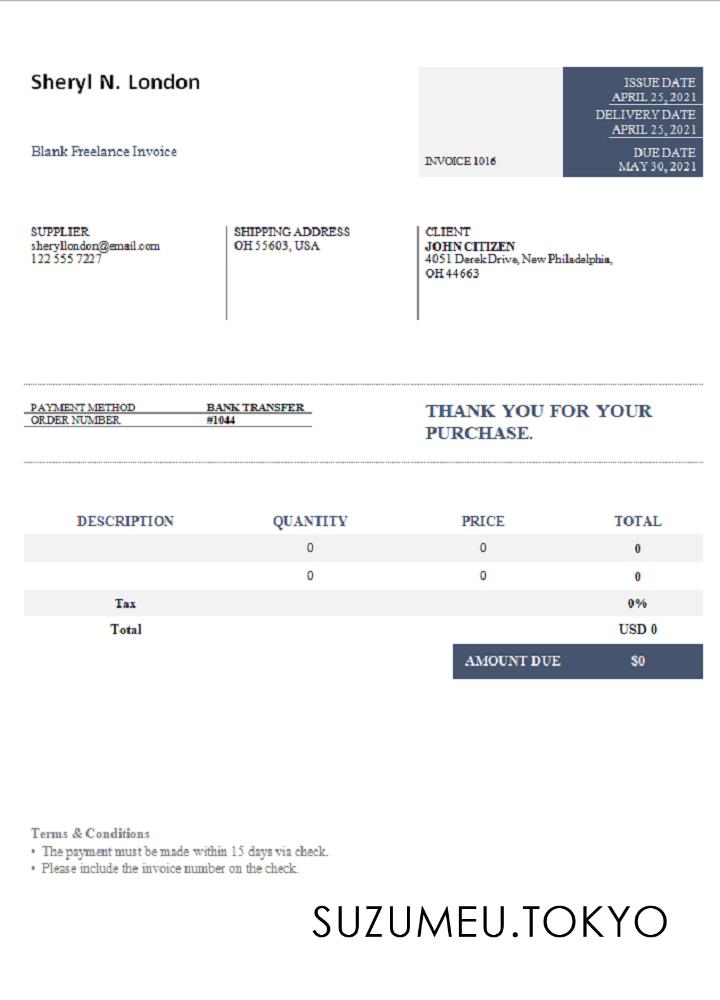 Sheryl N. London
Blank Freelance Invoice
INVOICE 1016
ISSUE DATE
APRIL 25, 2021
DELIVERY DATE
APRIL 25, 2021
DUE DATE
MAY 30, 2021
SUPPLIER
sheryllondon@email.com
122 555 7227
SHIPPING ADDRESS
OH 55603, USA
CLIENT
JOHN CITIZEN
4051 Derek Drive, New Philadelphia,
OH 44663
PAYMENT METHOD BANK TRANSFER
ORDER NUMBER #1044
THANK YOU FOR YOUR
PURCHASE.
DESCRIPTION QUANTITY PRICE TOTAL
0 0 0
0 0 0
Tax 0%
Total USD 0
AMOUNT DUE $0
Terms & Conditions
• The payment must be made within 15 days via check.
• Please include the invoice number on the check.
SUZUMEU.TOKYO